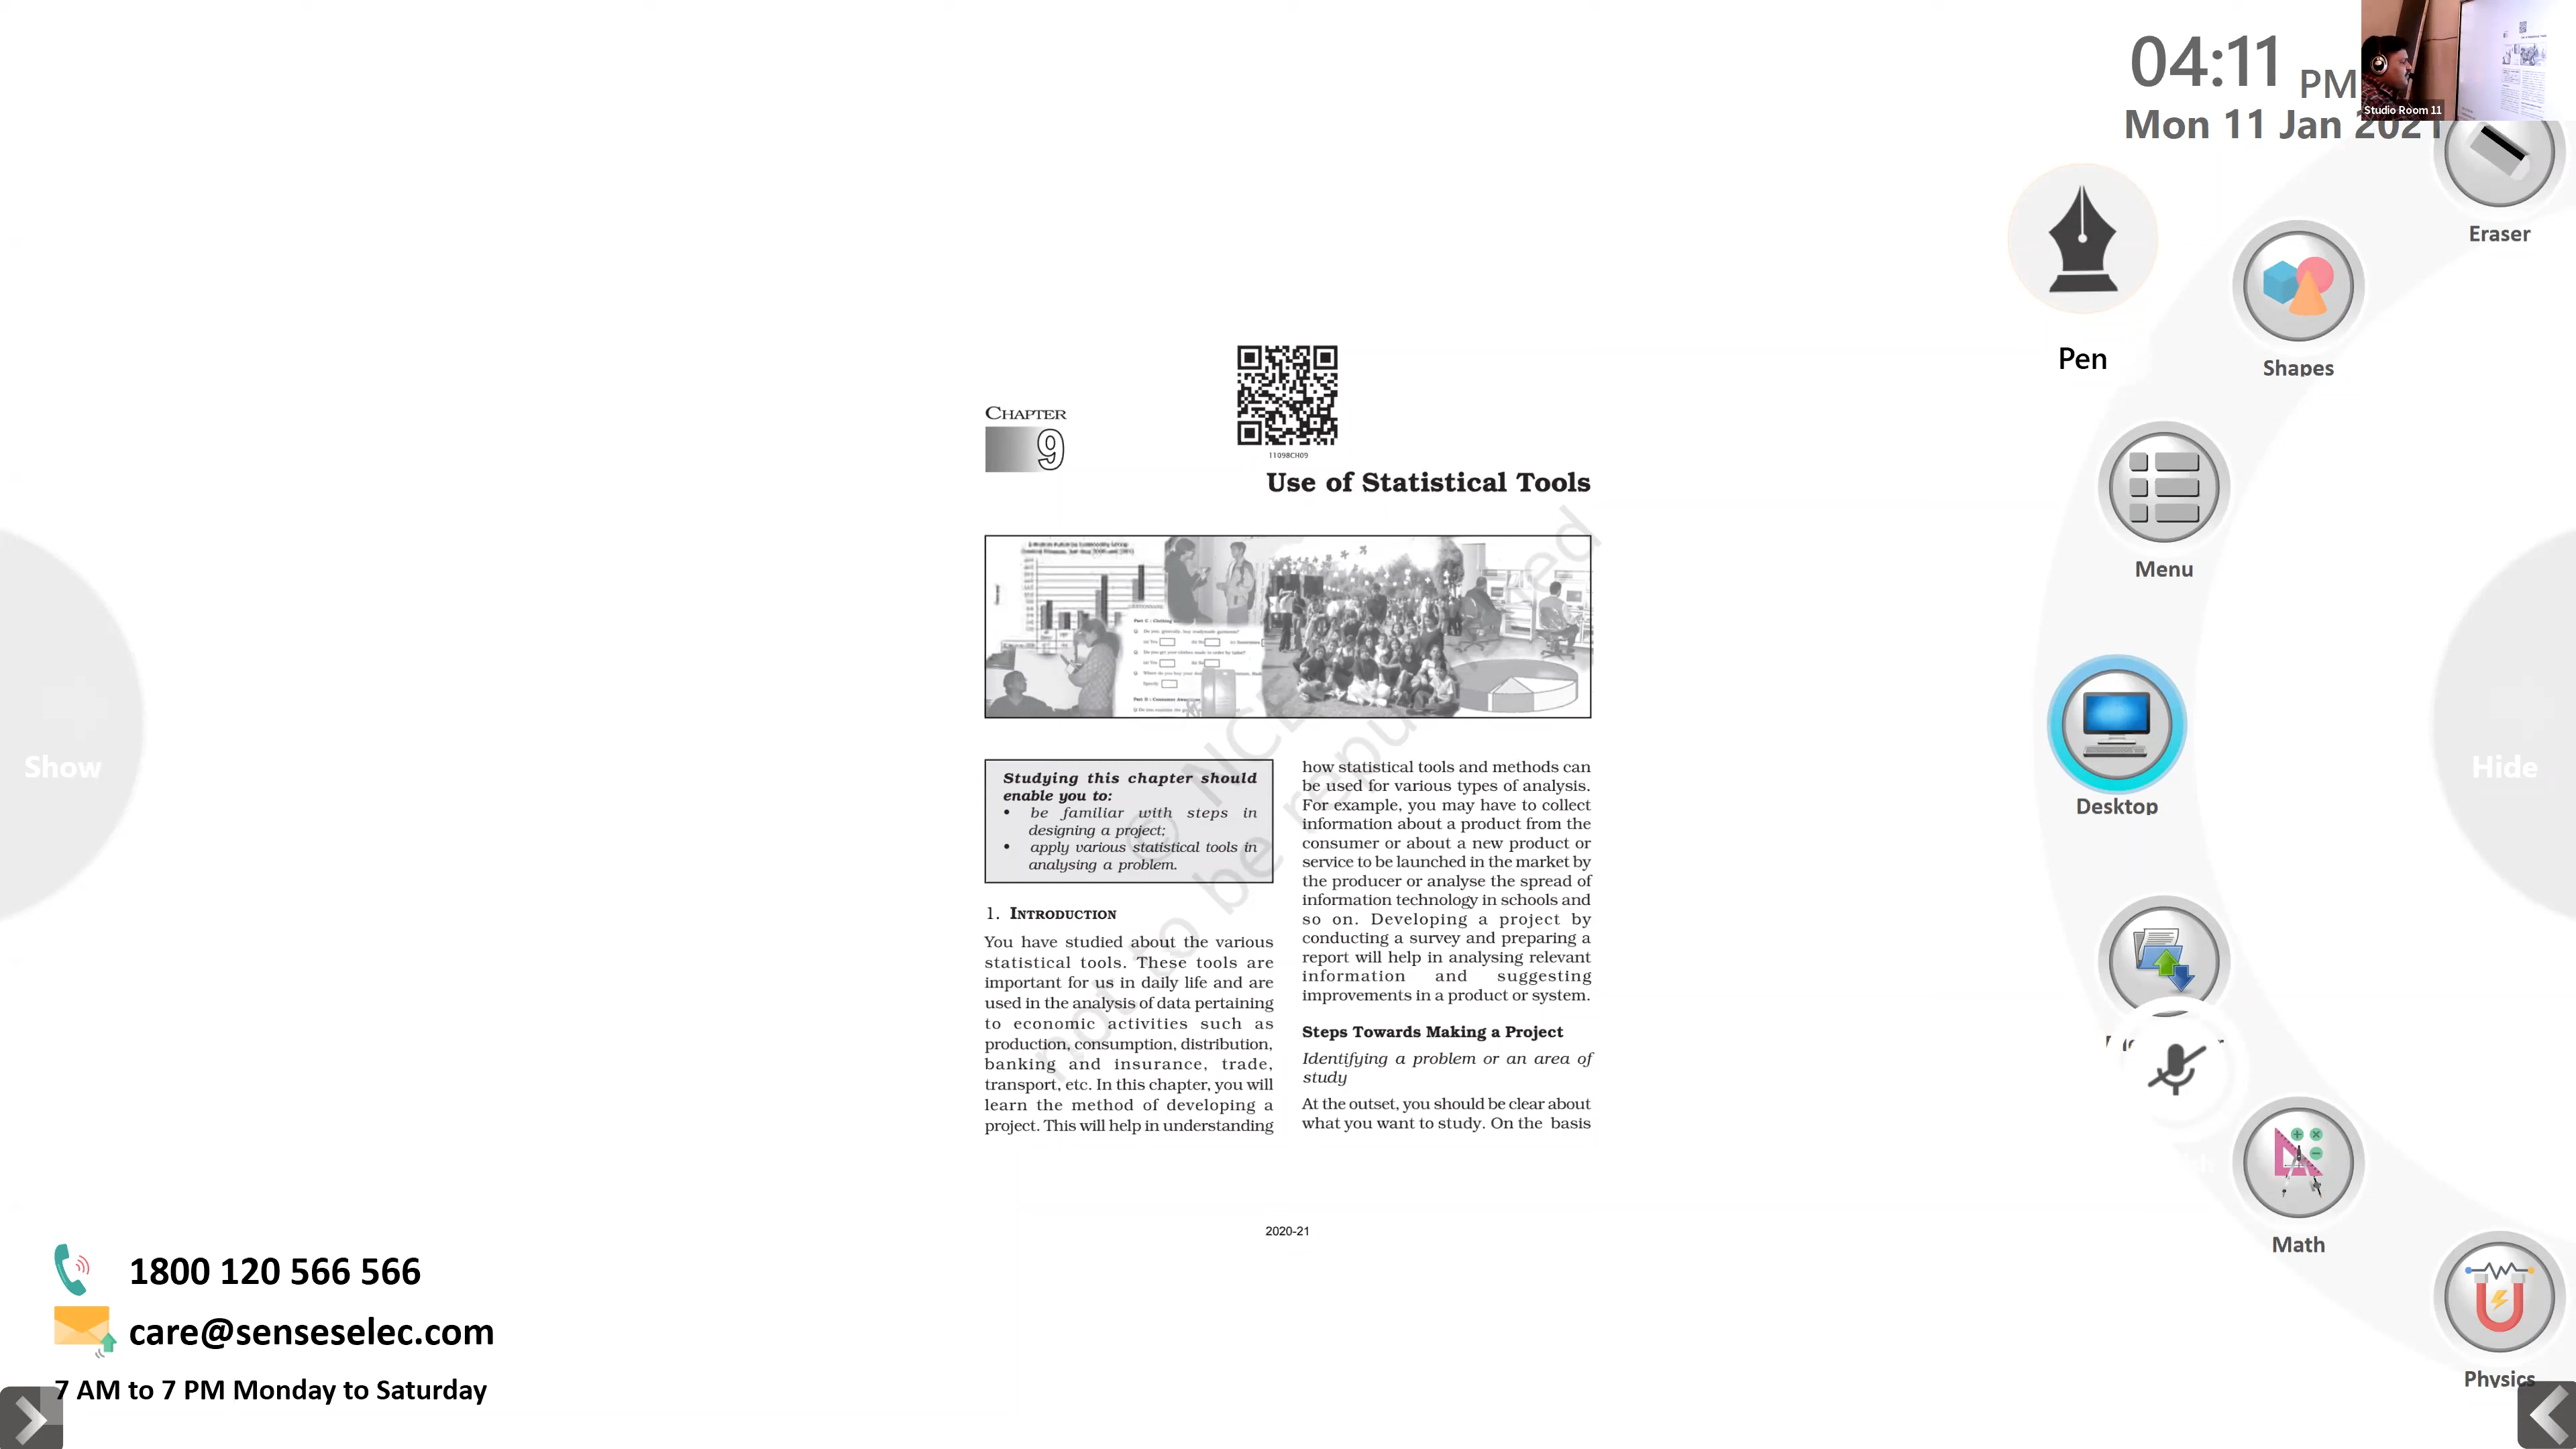 04:11 PM
Mon 11 Jan 2021
Studio Room 11
Eraser
Pen
Shapes
Menu
Desktop
Math
Physics
Show
Hide
CHAPTER
9
11098CH09
Use of Statistical Tools
Studying this chapter should
enable you to:
• be familiar with steps in
designing a project;
• apply various statistical tools in
analysing a problem.
1. INTRODUCTION
You have studied about the various
statistical tools. These tools are
important for us in daily life and are
used in the analysis of data pertaining
to economic activities such as
production, consumption, distribution,
banking and insurance, trade,
transport, etc. In this chapter, you will
learn the method of developing a
project. This will help in understanding
how statistical tools and methods can
be used for various types of analysis.
For example, you may have to collect
information about a product from the
consumer or about a new product or
service to be launched in the market by
the producer or analyse the spread of
information technology in schools and
so on. Developing a project by
conducting a survey and preparing a
report will help in analysing relevant
information and suggesting
improvements in a product or system.
Steps Towards Making a Project
Identifying a problem or an area of
study
At the outset, you should be clear about
what you want to study. On the basis
2020-21
1800 120 566 566
care@senseselec.com
7 AM to 7 PM Monday to Saturday